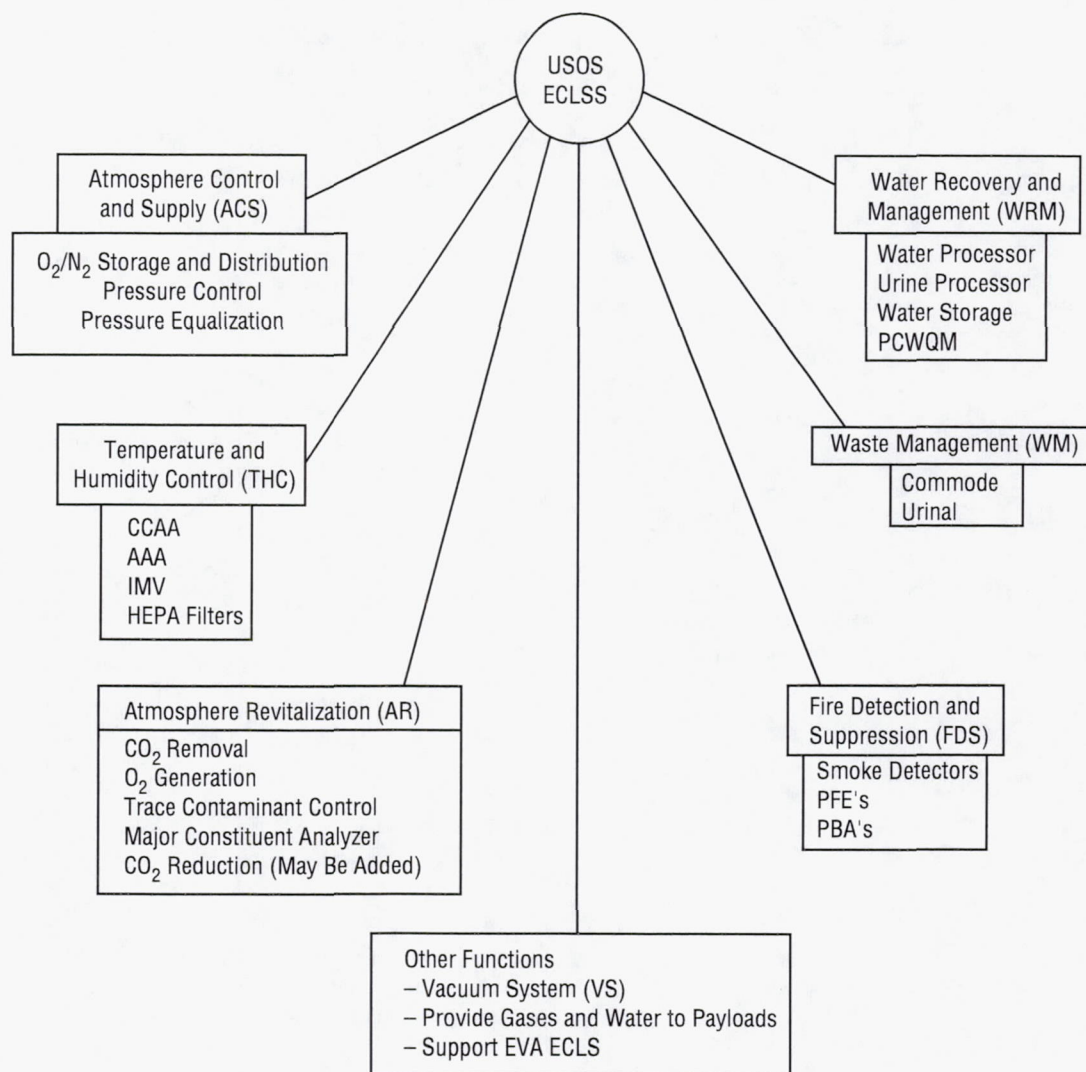 USOS
ECLSS
Atmosphere Control
and Supply (ACS)
O₂/N₂ Storage and Distribution
Pressure Control
Pressure Equalization
Temperature and
Humidity Control (THC)
CCAA
AAA
IMV
HEPA Filters
Atmosphere Revitalization (AR)
CO₂ Removal
O₂ Generation
Trace Contaminant Control
Major Constituent Analyzer
CO₂ Reduction (May Be Added)
Other Functions
– Vacuum System (VS)
– Provide Gases and Water to Payloads
– Support EVA ECLS
Water Recovery and
Management (WRM)
Water Processor
Urine Processor
Water Storage
PCWQM
Waste Management (WM)
Commode
Urinal
Fire Detection and
Suppression (FDS)
Smoke Detectors
PFE's
PBA's